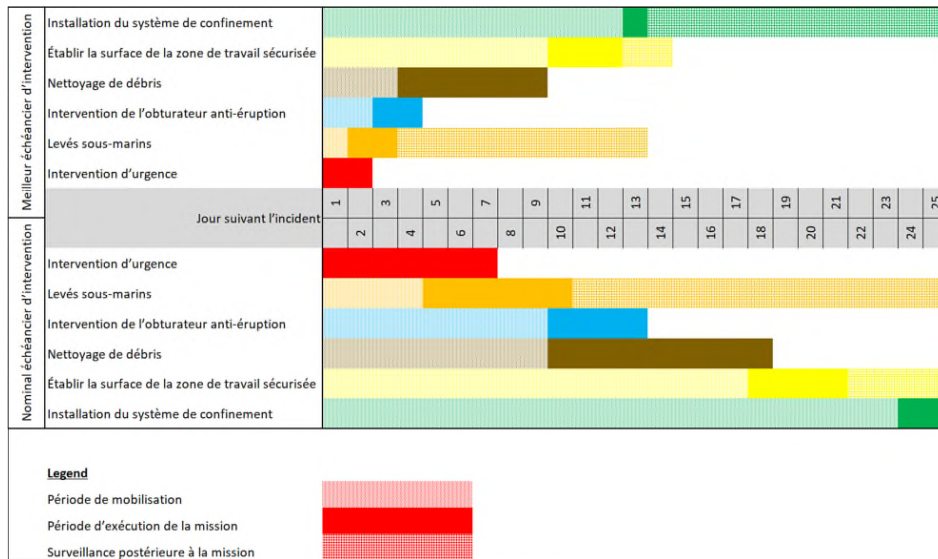 Meilleur échéancier d'intervention
Installation du système de confinement
Établir la surface de la zone de travail sécurisée
Nettoyage de débris
Intervention de l'obturateur anti-éruption
Levés sous-marins
Intervention d'urgence
Jour suivant l'incident
1 3 5 7 9 11 13 15 17 19 21 23 25
2 4 6 8 10 12 14 16 18 20 22 24
Nominal échéancier d'intervention
Intervention d'urgence
Levés sous-marins
Intervention de l'obturateur anti-éruption
Nettoyage de débris
Établir la surface de la zone de travail sécurisée
Installation du système de confinement
Legend
Période de mobilisation
Période d'exécution de la mission
Surveillance postérieure à la mission